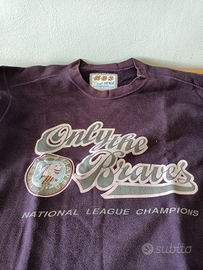 Only the
Braves
NATIONAL LEAGUE CHAMPIONS
subito